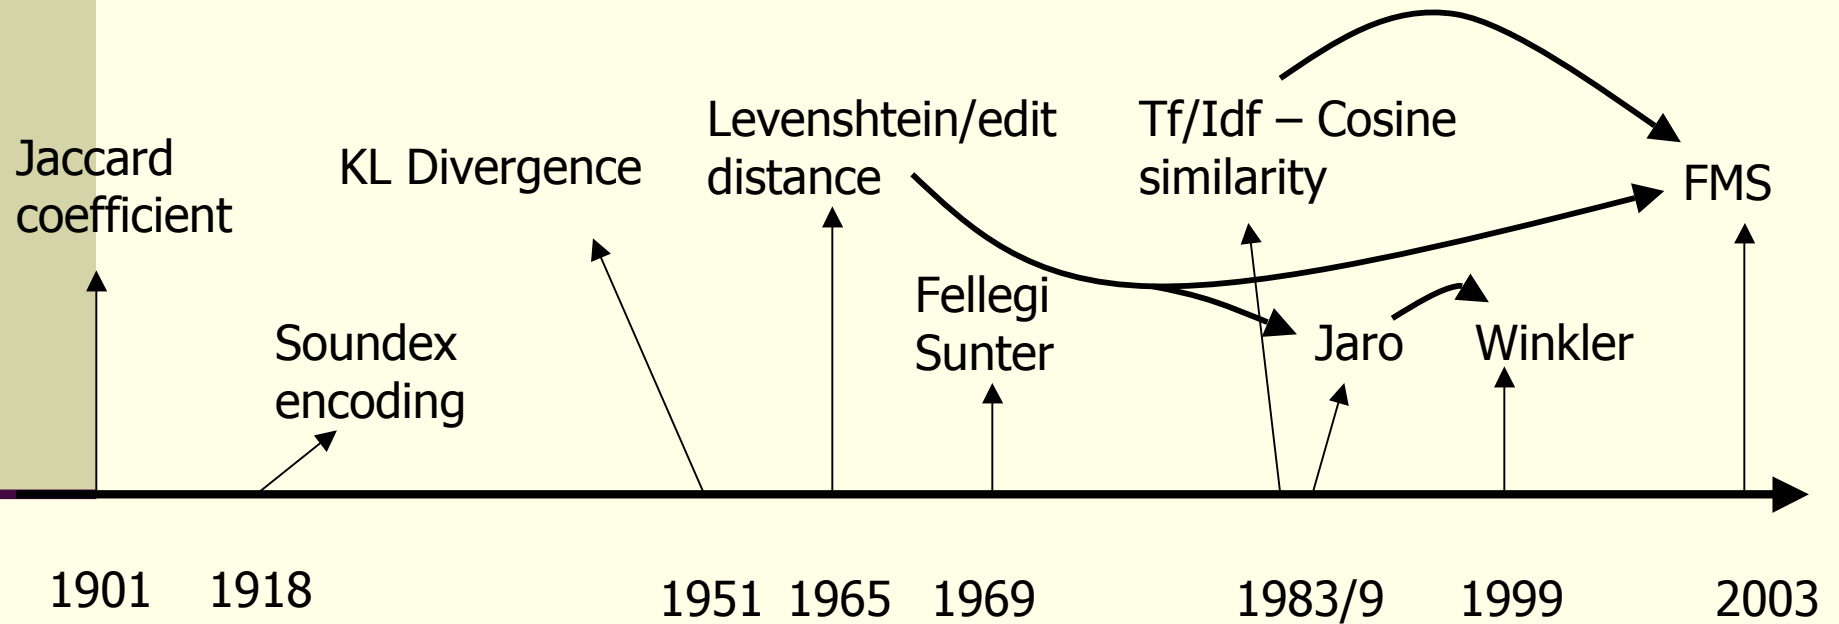 Jaccard
coefficient
Soundex
encoding
KL Divergence
Levenshtein/edit
distance
Fellegi
Sunter
Tf/Idf – Cosine
similarity
Jaro
Winkler
FMS
1901
1918
1951
1965
1969
1983/9
1999
2003